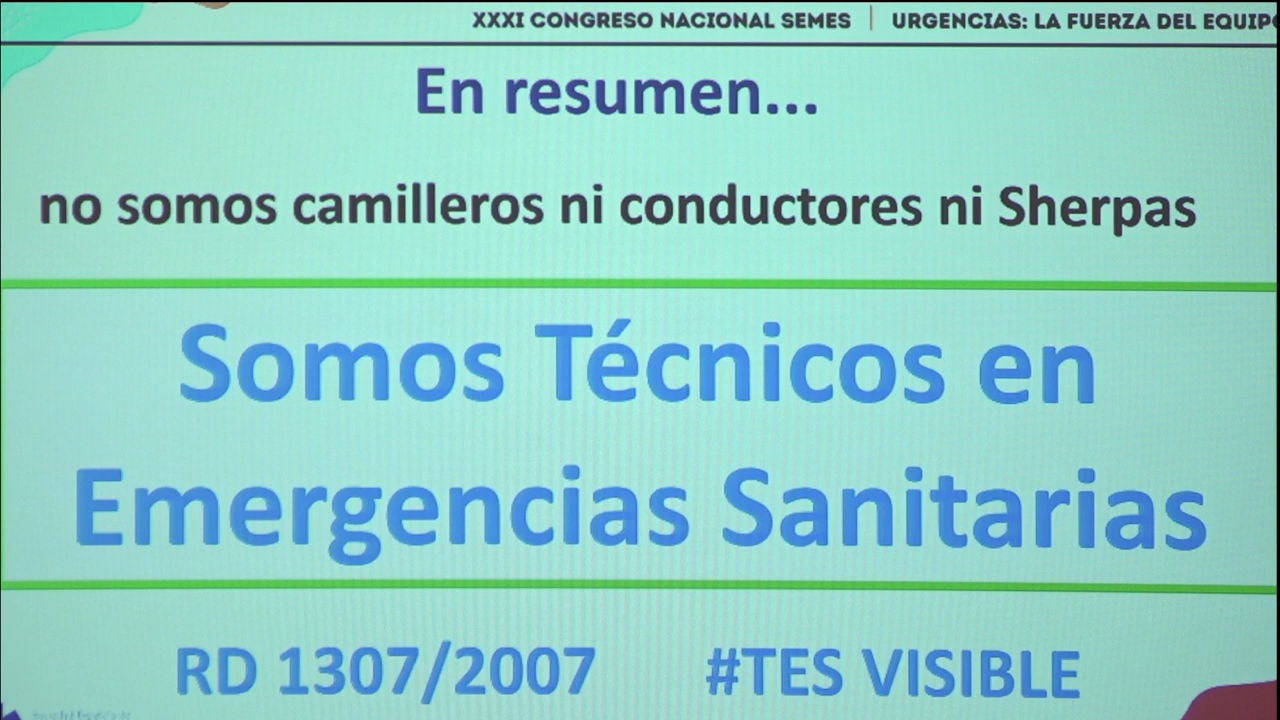 XXXI CONGRESO NACIONAL SEMES | URGENCIAS: LA FUERZA DEL EQUIPO
En resumen...
no somos camilleros ni conductores ni Sherpas
Somos Técnicos en
Emergencias Sanitarias
RD 1307/2007 #TES VISIBLE